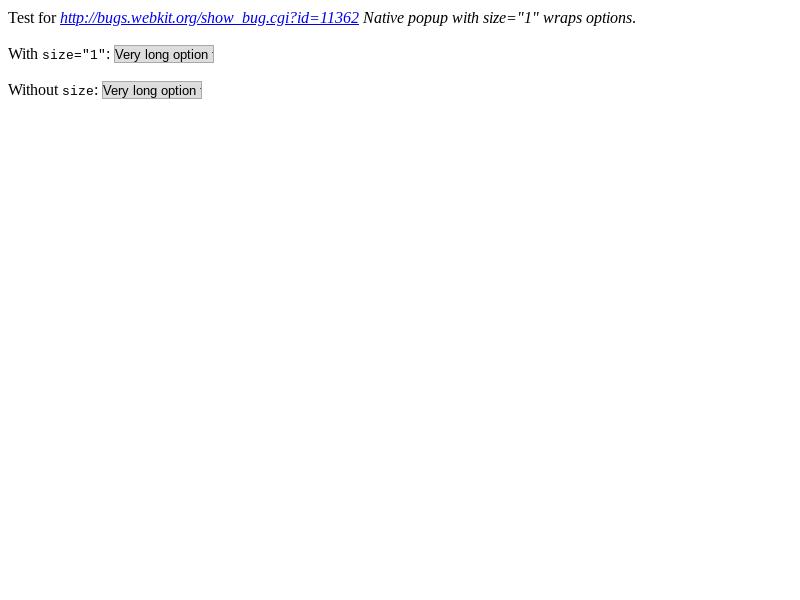 Test for http://bugs.webkit.org/show_bug.cgi?id=11362 Native popup with size="1" wraps options.
With size="1": Very long option
Without size: Very long option